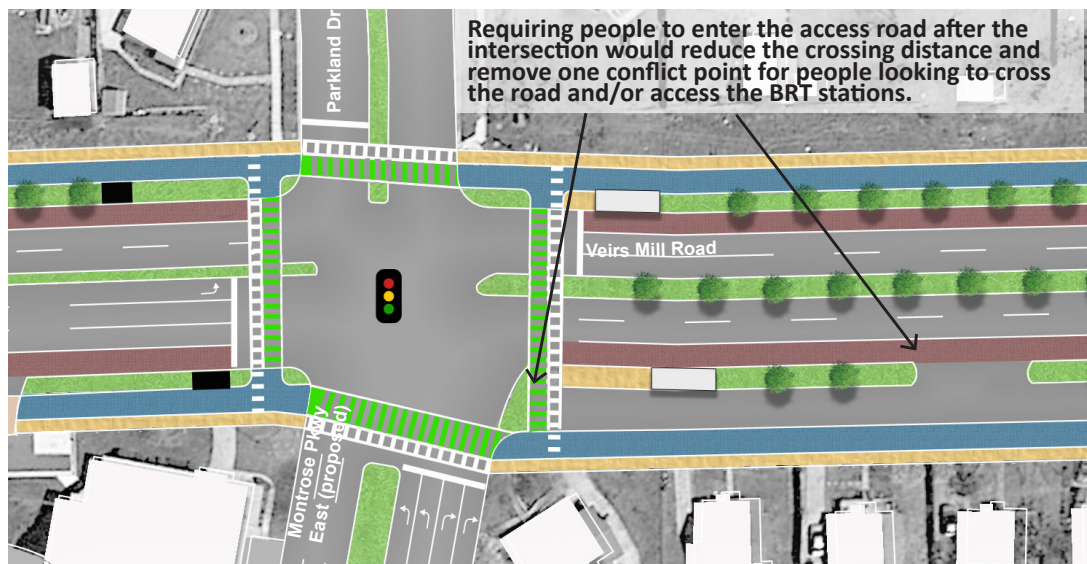 Requiring people to enter the access road after the
intersection would reduce the crossing distance and
remove one conflict point for people looking to cross
the road and/or access the BRT stations.
Parkland Dr
Veirs Mill Road
Montrose Pkwy
East (proposed)